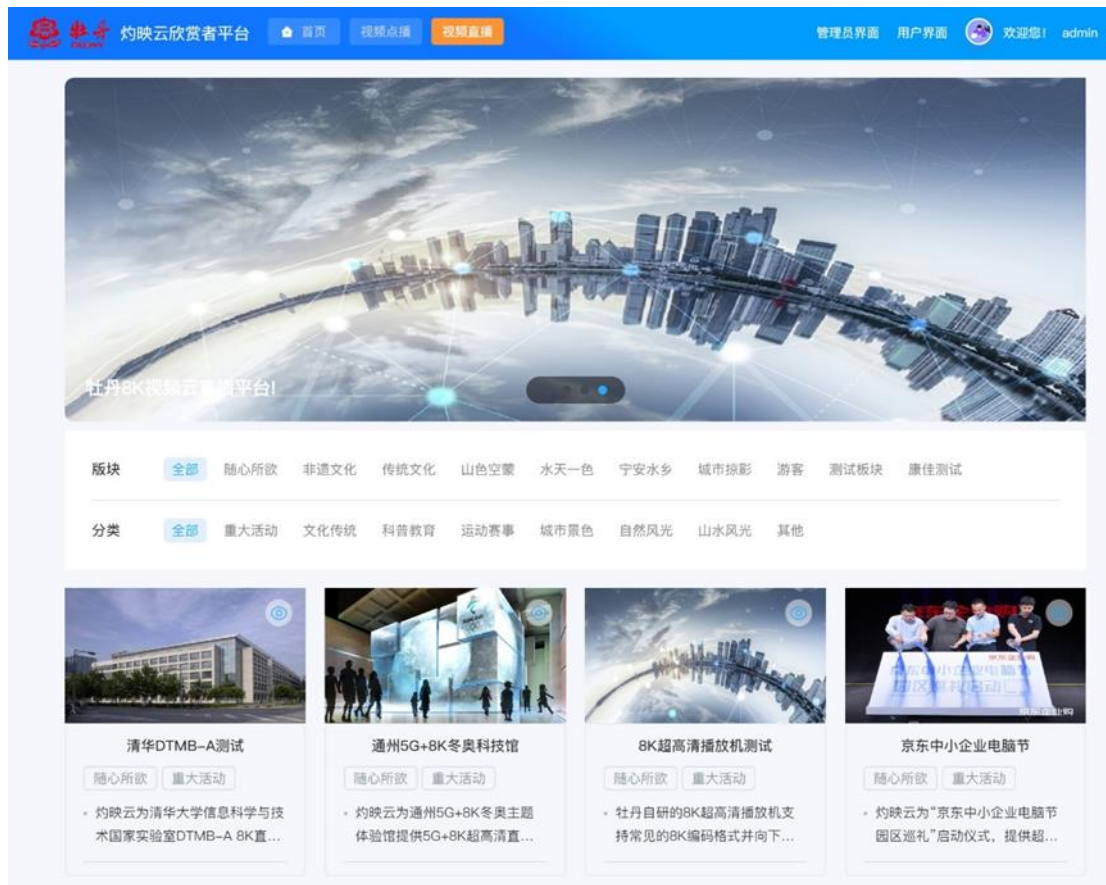 牡丹 灼映云欣赏者平台 首页 视频点播 视频直播 管理员界面 用户界面 欢迎您! admin
牡丹8K视频云直播平台!
版块 全部 随心所欲 非遗文化 传统文化 山色空蒙 水天一色 宁安水乡 城市掠影 游客 测试板块 康佳测试
分类 全部 重大活动 文化传统 科普教育 运动赛事 城市景色 自然风光 山水风光 其他
京东中小企业电脑节
京东企业购
清华DTMB-A测试
随心所欲 重大活动
灼映云为清华大学信息科学与技
术国家实验室DTMB-A 8K直...
通州5G+8K冬奥科技馆
随心所欲 重大活动
灼映云为通州5G+8K冬奥主题
体验馆提供5G+8K超高清直...
8K超高清播放机测试
随心所欲 重大活动
牡丹自研的8K超高清播放机支
持常见的8K编码格式并向下...
京东中小企业电脑节
随心所欲 重大活动
灼映云为“京东中小企业电脑节
园区巡礼”启动仪式,提供超...